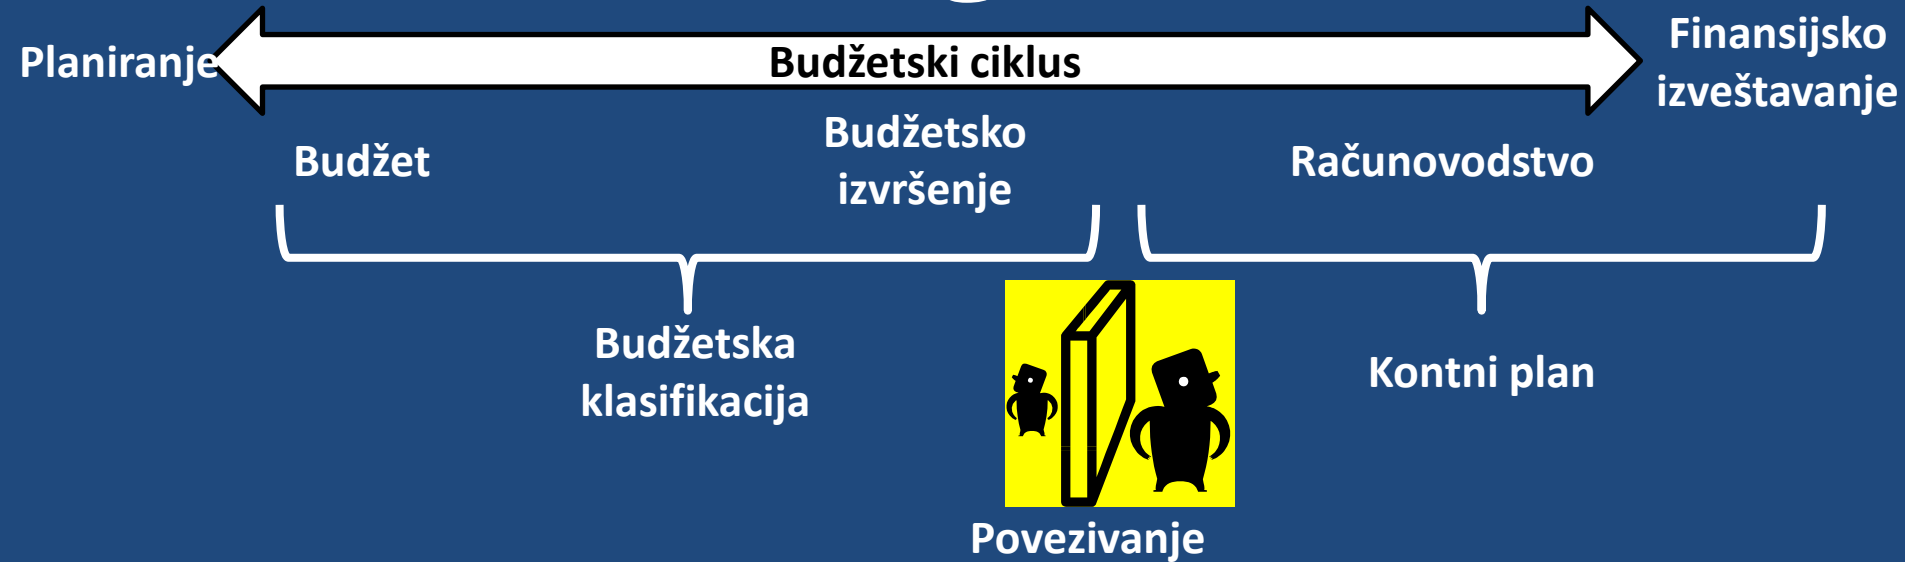 Planiranje
Budžetski ciklus
Finansijsko
izveštavanje
Budžet
Budžetsko
izvršenje
Računovodstvo
Budžetska
klasifikacija
Kontni plan
Povezivanje